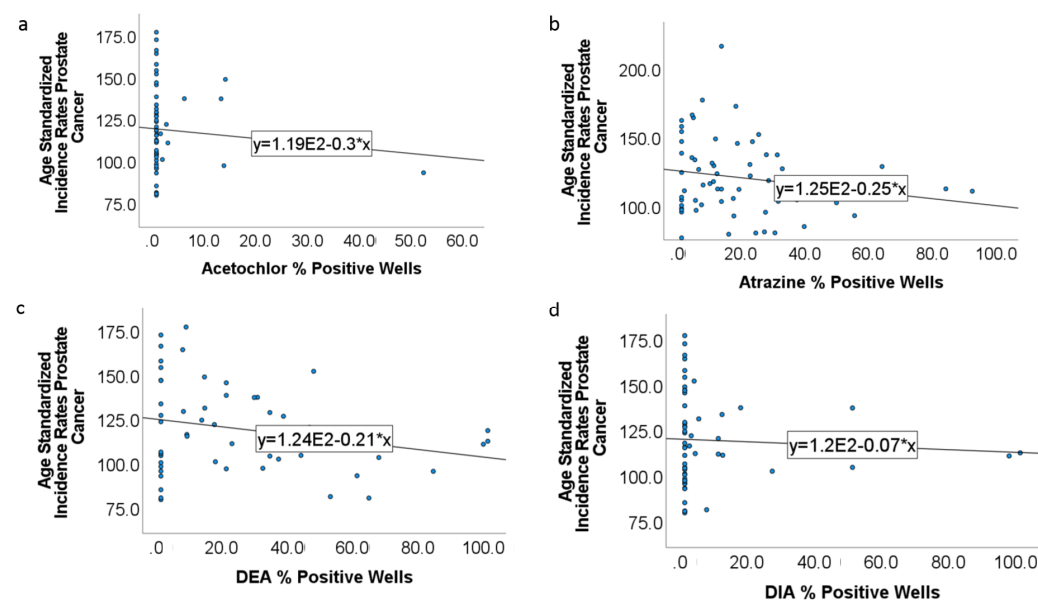 a
Age Standardized
Incidence Rates Prostate
Cancer
175.0
150.0
125.0
100.0
75.0
y=1.19E2-0.3*x
.0 10.0 20.0 30.0 40.0 50.0 60.0
Acetochlor % Positive Wells
b
Age Standardized
Incidence Rates Prostate
Cancer
200.0
150.0
100.0
y=1.25E2-0.25*x
.0 20.0 40.0 60.0 80.0 100.0
Atrazine % Positive Wells
c
Age Standardized
Incidence Rates Prostate
Cancer
175.0
150.0
125.0
100.0
75.0
y=1.24E2-0.21*x
.0 20.0 40.0 60.0 80.0 100.0
DEA % Positive Wells
d
Age Standardized
Incidence Rates Prostate
Cancer
175.0
150.0
125.0
100.0
75.0
y=1.2E2-0.07*x
.0 20.0 40.0 60.0 80.0 100.0
DIA % Positive Wells